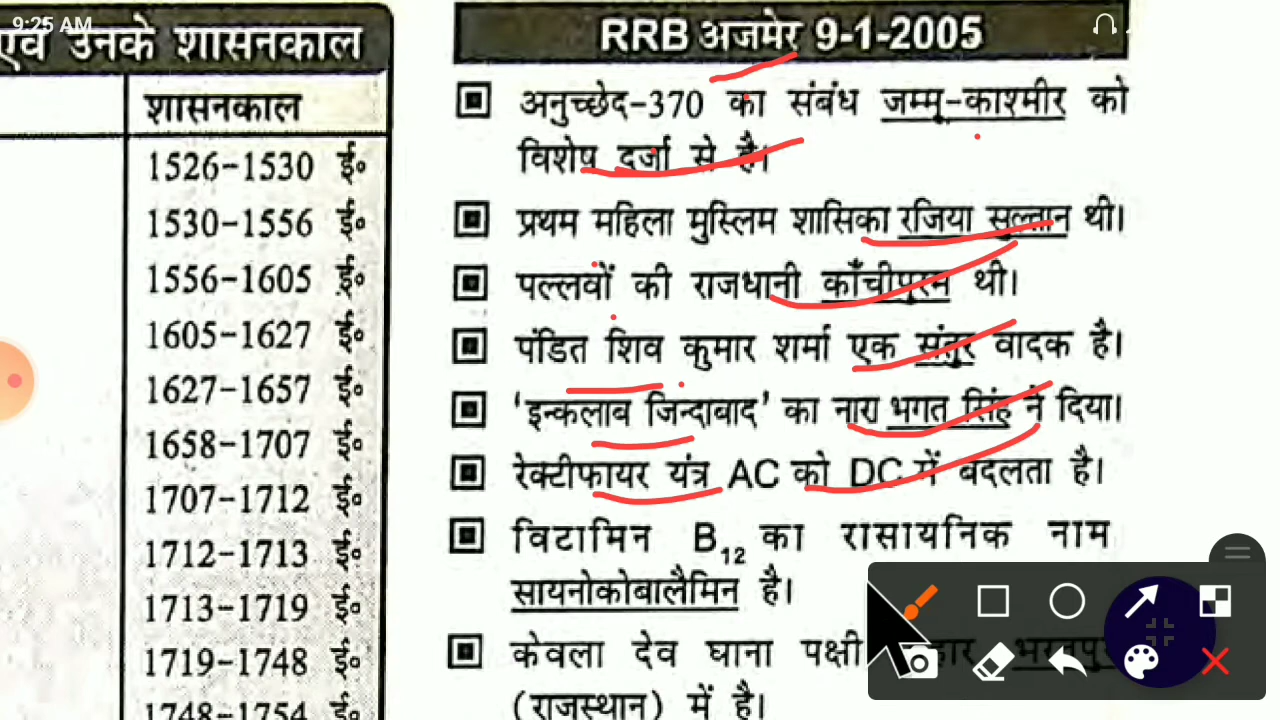 9:25 AM
एवं उनके शासनकाल
शासनकाल
1526-1530 ई०
1530-1556 ई०
1556-1605 ई०
1605-1627 ई०
1627-1657 ई०
1658-1707 ई०
1707-1712 ई०
1712-1713 ई०
1713-1719 ई०
1719-1748 ई०
1748-1754 ई०
RRB अजमेर 9-1-2005
अनुच्छेद-370 का संबंध जम्मू-काश्मीर को
विशेष दर्जा से है।
प्रथम महिला मुस्लिम शासिका रजिया सुल्तान थी।
पल्लवों की राजधानी काँचीपुरम थी।
पंडित शिव कुमार शर्मा एक संतुर वादक है।
'इन्कलाब जिन्दाबाद' का नारा भगत सिंह ने दिया।
रेक्टीफायर यंत्र AC को DC में बदलता है।
विटामिन B₁₂ का रासायनिक नाम
सायनोकोबालैमिन है।
केवला देव घाना पक्षी
(राजस्थान) में है।